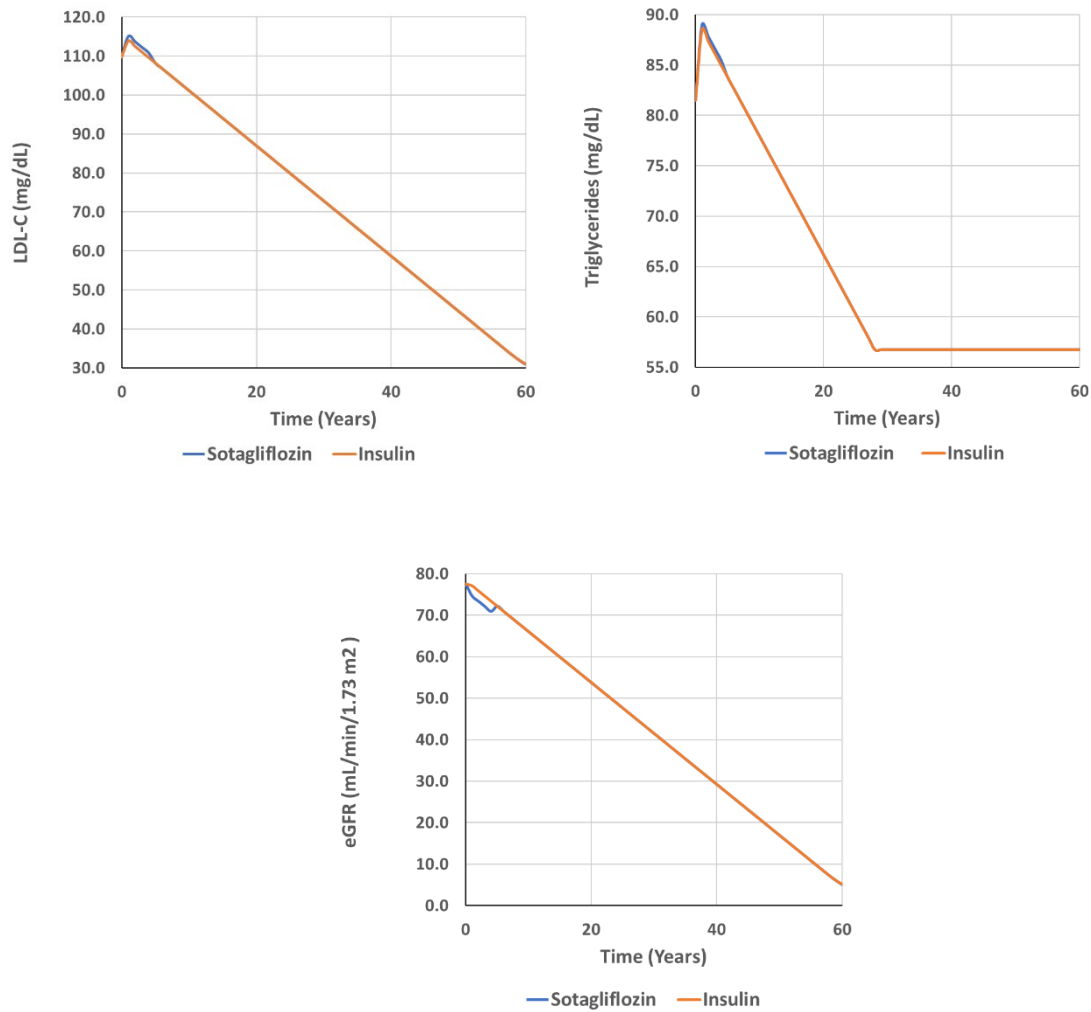 LDL-C (mg/dL)
120.0
110.0
100.0
90.0
80.0
70.0
60.0
50.0
40.0
30.0
0 20 40 60
Time (Years)
Sotagliflozin Insulin
Triglycerides (mg/dL)
90.0
85.0
80.0
75.0
70.0
65.0
60.0
55.0
0 20 40 60
Time (Years)
Sotagliflozin Insulin
eGFR (mL/min/1.73 m2 )
80.0
70.0
60.0
50.0
40.0
30.0
20.0
10.0
0.0
0 20 40 60
Time (Years)
Sotagliflozin Insulin